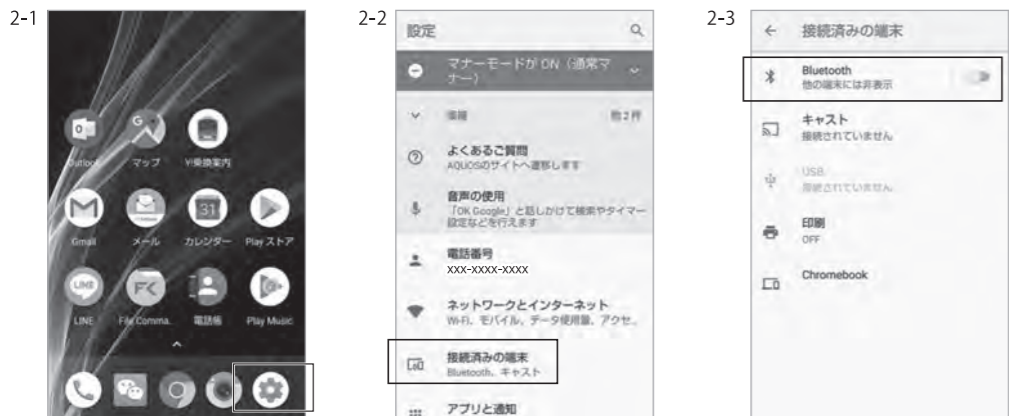 2-1
Outlook
マップ
Y!乗換案内
31
Gmail
メール
カレンダー
Play ストア
LINE
FK
LINE
File Comma.
電話帳
Play Music
2-2
設定
マナーモードが ON（通常マ
ナー）
他2件
よくあるご質問
AQUOSのサイトへ遷移します
音声の使用
「OK Google」と話しかけて検索やタイマー
設定などを行えます
電話番号
xxx-xxxx-xxxx
ネットワークとインターネット
Wi-Fi、モバイル、データ使用量、アクセ..
接続済みの端末
Bluetooth、キャスト
アプリと通知
2-3
接続済みの端末
Bluetooth
他の端末には非表示
キャスト
接続されていません
USB
接続されていません
印刷
OFF
Chromebook